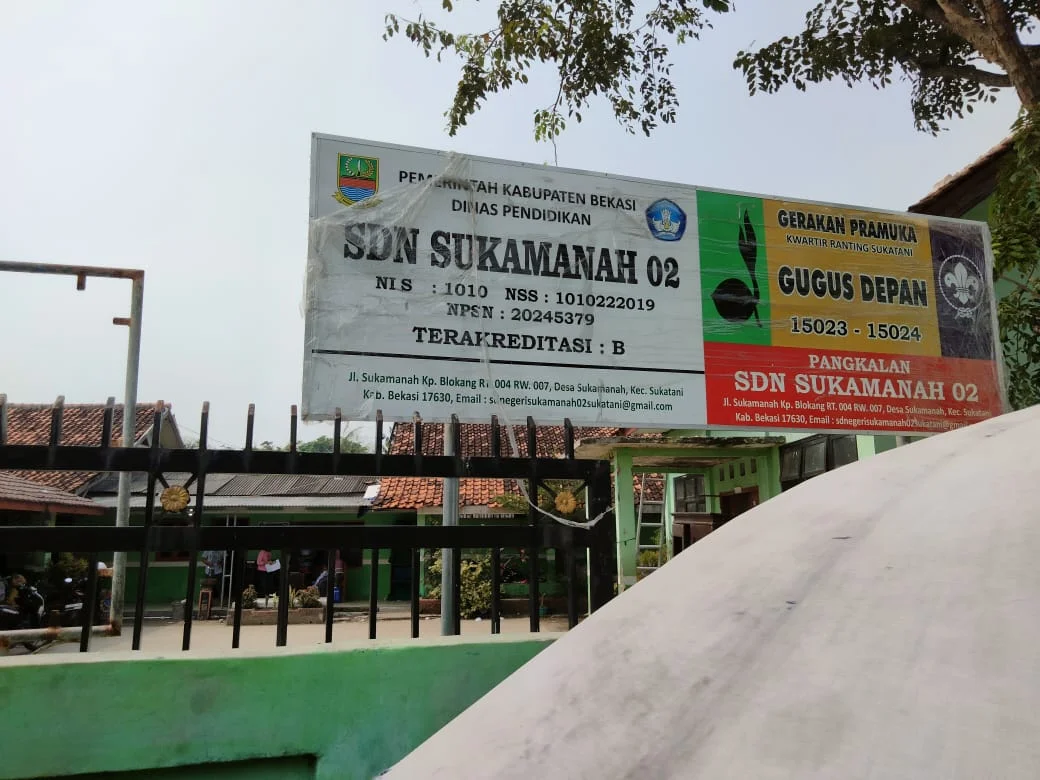 PEMERINTAH KABUPATEN BEKASI
DINAS PENDIDIKAN
SDN SUKAMANAH 02
NIS : 1010 NSS : 1010222019
NPSN : 20245379
TERAKREDITASI : B
Jl. Sukamanah Kp. Blokang RT. 004 RW. 007, Desa Sukamanah, Kec. Sukatani
Kab. Bekasi 17630, Email : sdnegerisukamanah02sukatani@gmail.com
GERAKAN PRAMUKA
KWARTIR RANTING SUKATANI
GUGUS DEPAN
15023 - 15024
PANGKALAN
SDN SUKAMANAH 02
Jl. Sukamanah Kp. Blokang RT. 004 RW. 007, Desa Sukamanah, Kec. Sukatani
Kab. Bekasi 17630, Email : sdnegerisukamanah02sukatani@gmail.com